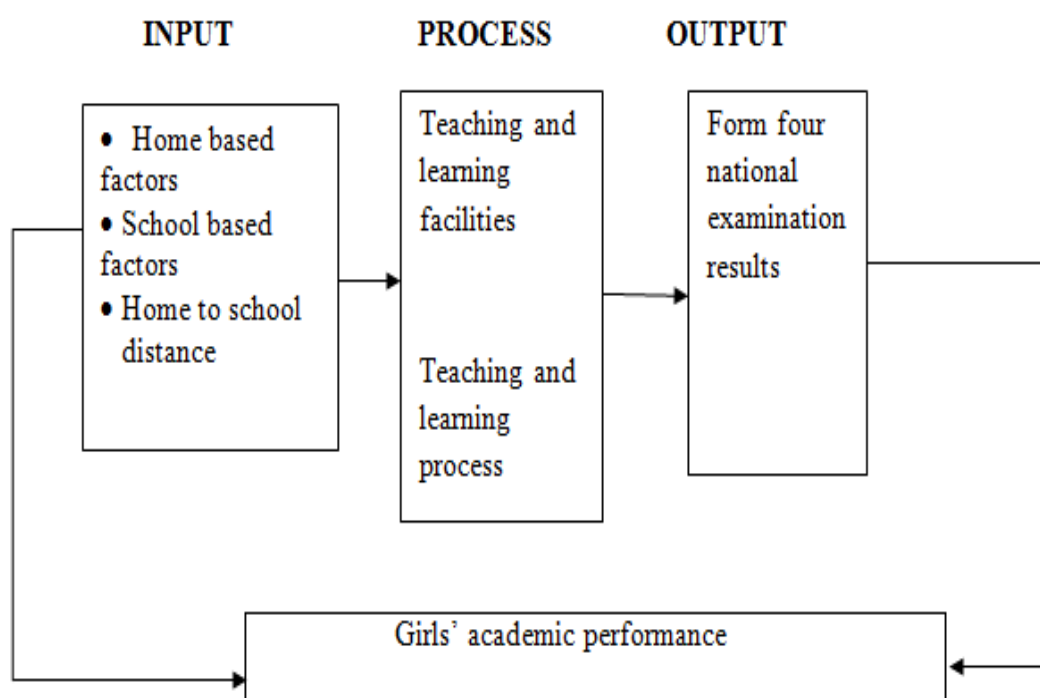 INPUT
PROCESS
OUTPUT
• Home based
factors
• School based
factors
• Home to school
distance
Teaching and
learning
facilities
Teaching and
learning
process
Form four
national
examination
results
Girls’ academic performance